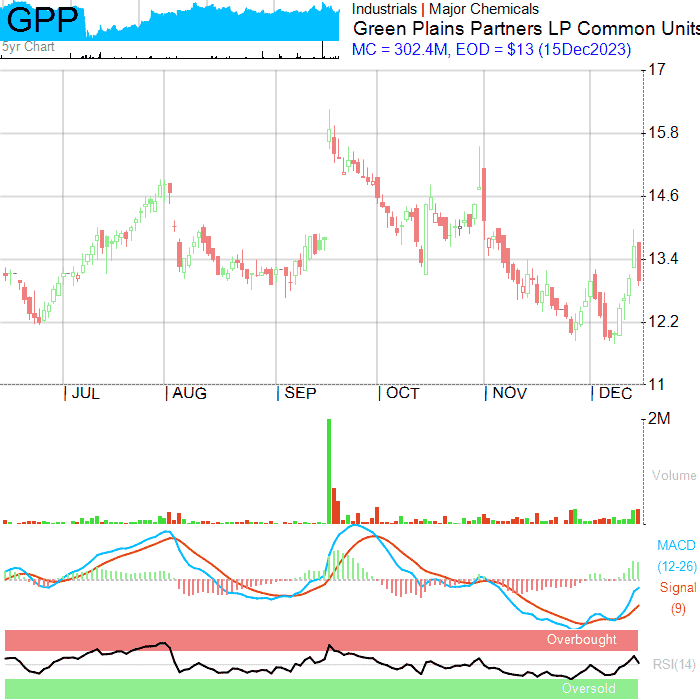 GPP
5yr Chart
Industrials | Major Chemicals
Green Plains Partners LP Common Units
MC = 302.4M, EOD = $13 (15Dec2023)
17
15.8
14.6
13.4
12.2
11
JUL AUG SEP OCT NOV DEC
2M
Volume
MACD
(12-26)
Signal
(9)
Overbought
RSI(14)
Oversold